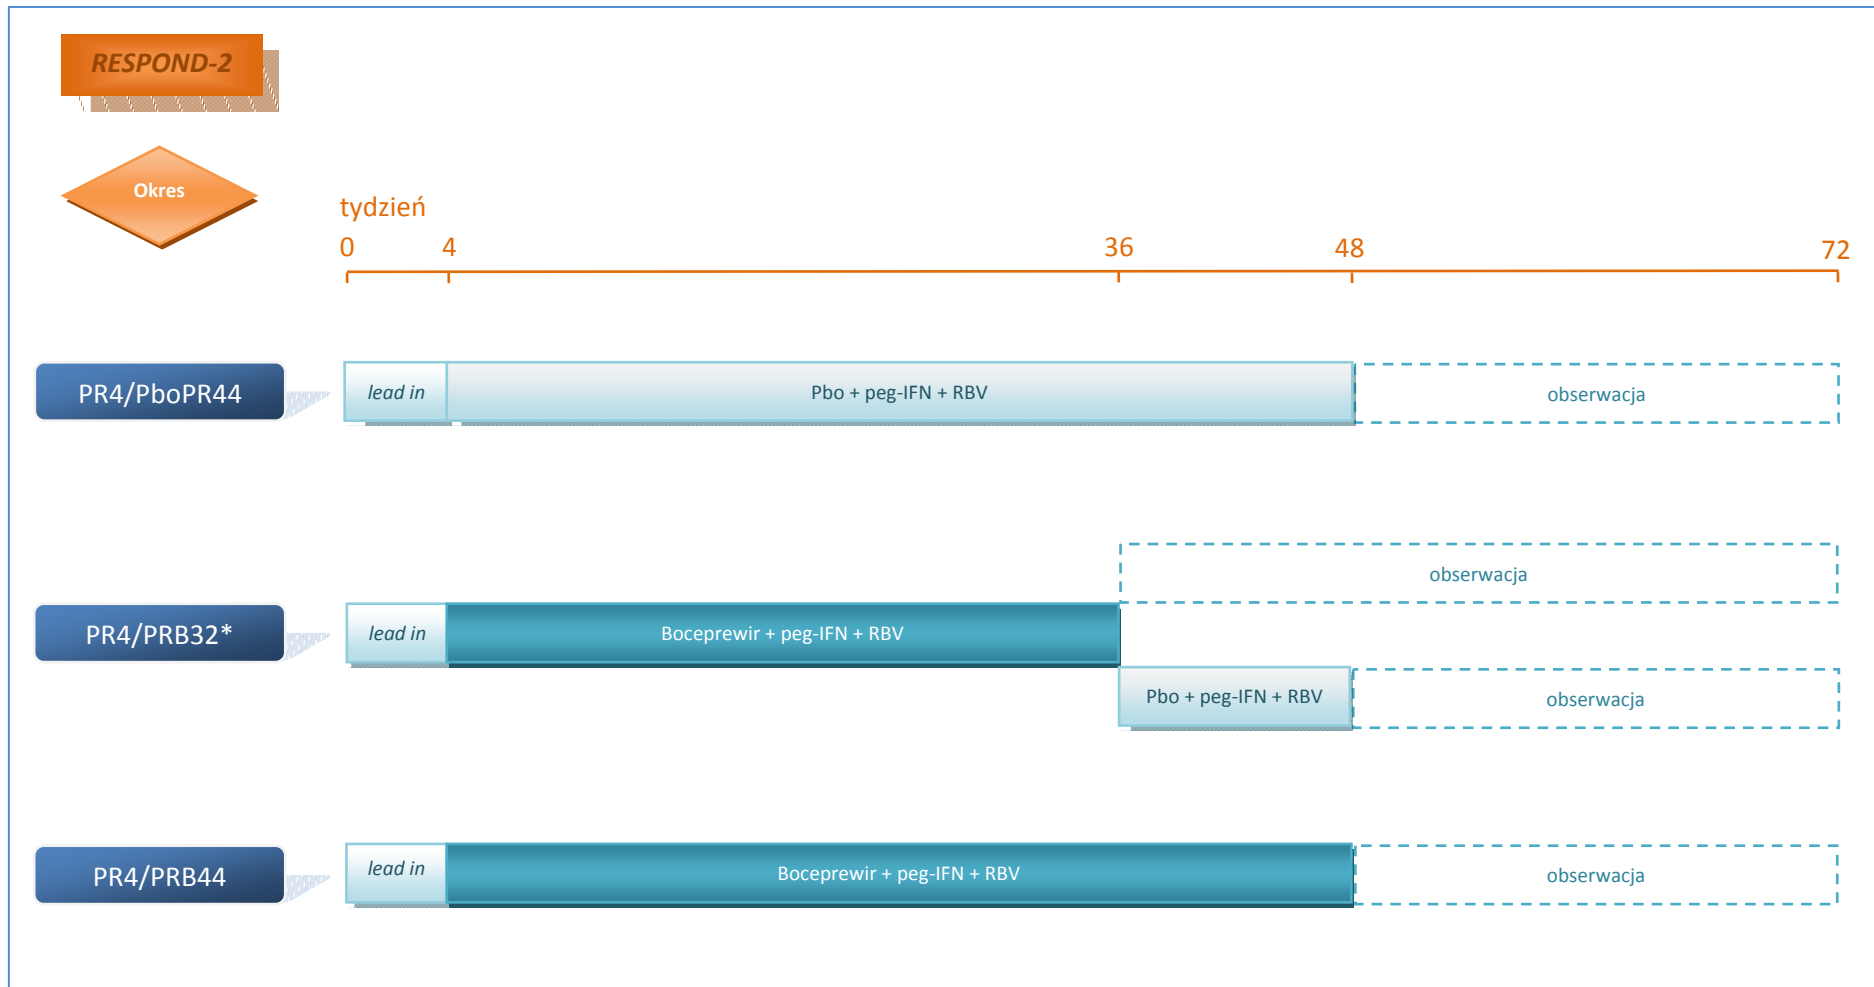 RESPOND-2
Okres
tydzień
0 4 36 48 72
PR4/PboPR44
lead in
Pbo + peg-IFN + RBV
obserwacja
obserwacja
PR4/PRB32*
lead in
Boceprewir + peg-IFN + RBV
Pbo + peg-IFN + RBV
obserwacja
PR4/PRB44
lead in
Boceprewir + peg-IFN + RBV
obserwacja